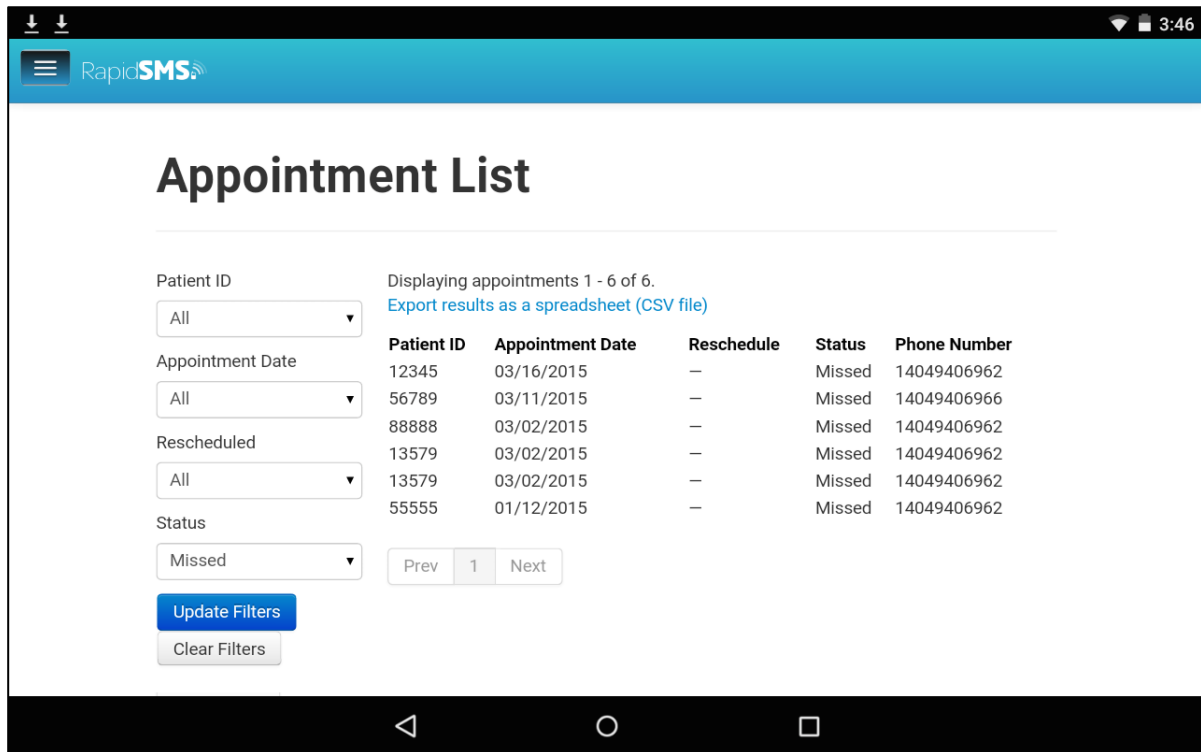 3:46
RapidSMS
Appointment List
Patient ID
All
Appointment Date
All
Rescheduled
All
Status
Missed
Update Filters
Clear Filters
Displaying appointments 1 - 6 of 6.
Export results as a spreadsheet (CSV file)
Patient ID Appointment Date Reschedule Status Phone Number
12345 03/16/2015 — Missed 14049406962
56789 03/11/2015 — Missed 14049406966
88888 03/02/2015 — Missed 14049406962
13579 03/02/2015 — Missed 14049406962
13579 03/02/2015 — Missed 14049406962
55555 01/12/2015 — Missed 14049406962
Prev 1 Next